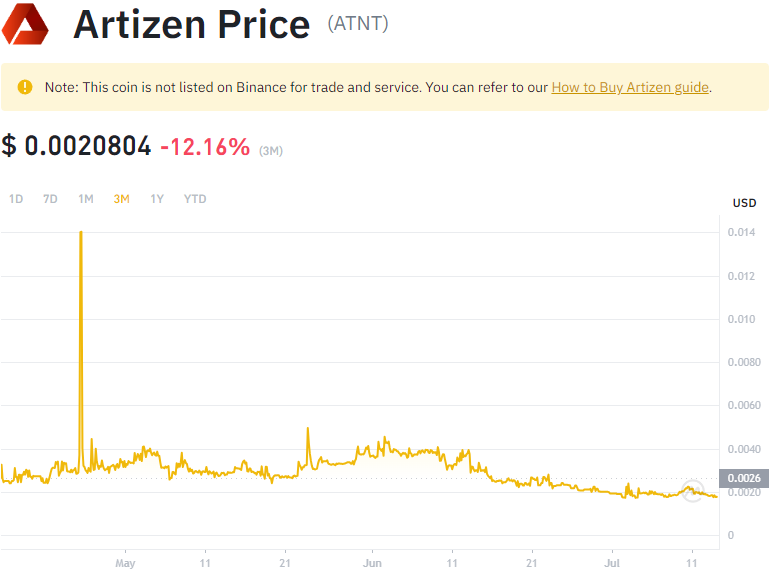 Artizen Price (ATNT)
Note: This coin is not listed on Binance for trade and service. You can refer to our How to Buy Artizen guide.
$ 0.0020804 -12.16% (3M)
1D 7D 1M 3M 1Y YTD
USD
0.014
0.012
0.010
0.0080
0.0060
0.0040
0.0026
0.0020
0
May 11 21 Jun 11 21 Jul 11